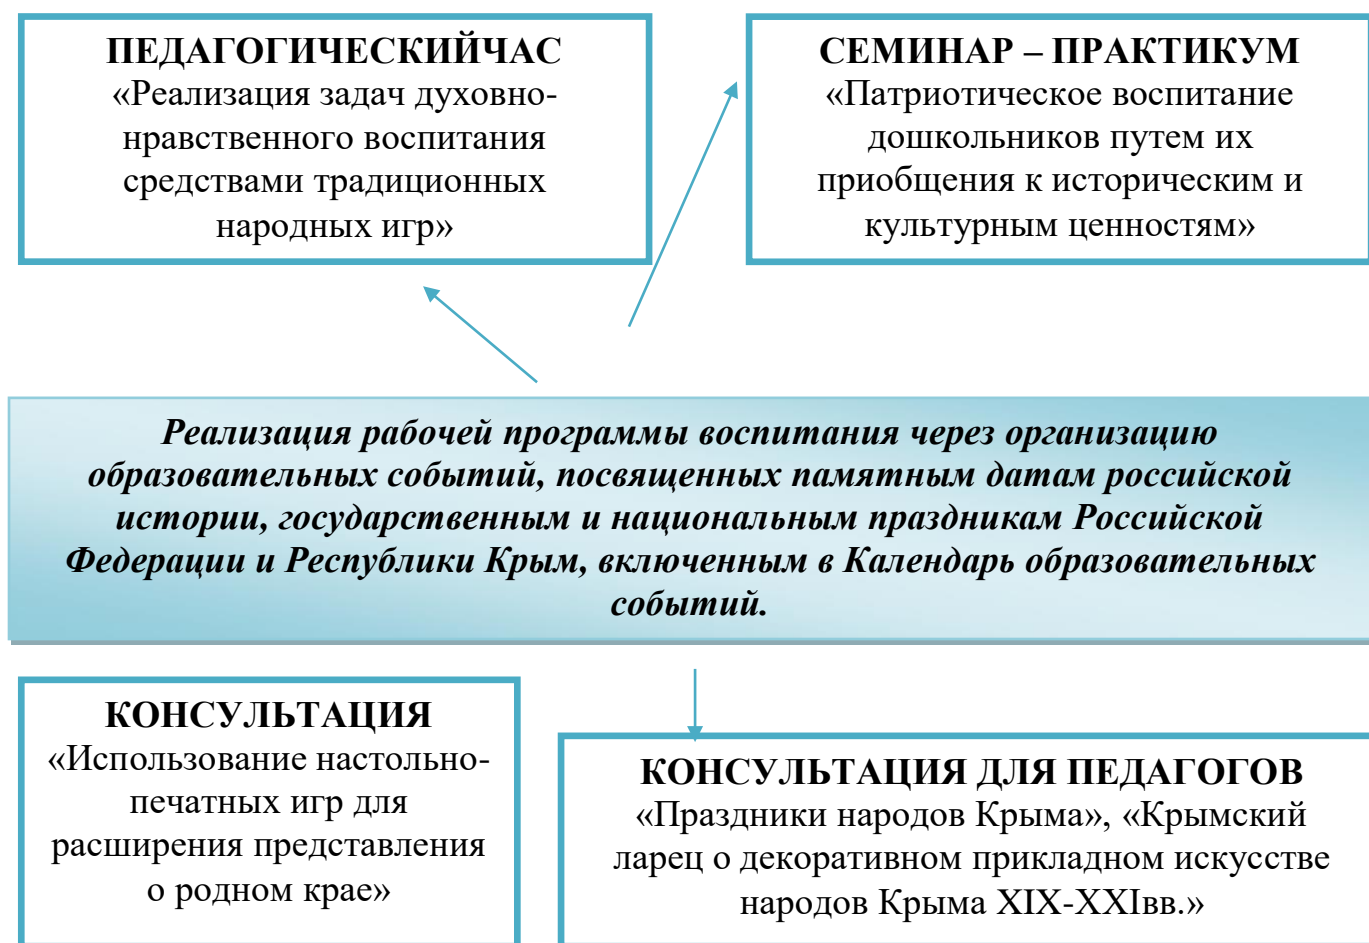 ПЕДАГОГИЧЕСКИЙЧАС
«Реализация задач духовно-
нравственного воспитания
средствами традиционных
народных игр»
СЕМИНАР – ПРАКТИКУМ
«Патриотическое воспитание
дошкольников путем их
приобщения к историческим и
культурным ценностям»
Реализация рабочей программы воспитания через организацию
образовательных событий, посвященных памятным датам российской
истории, государственным и национальным праздникам Российской
Федерации и Республики Крым, включенным в Календарь образовательных
событий.
КОНСУЛЬТАЦИЯ
«Использование настольно-
печатных игр для
расширения представления
о родном крае»
КОНСУЛЬТАЦИЯ ДЛЯ ПЕДАГОГОВ
«Праздники народов Крыма», «Крымский
ларец о декоративном прикладном искусстве
народов Крыма XIX-XXIвв.»